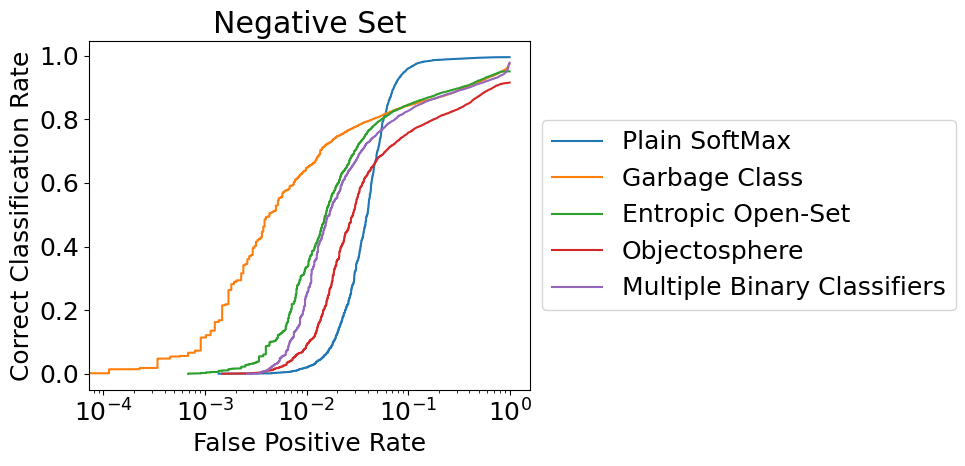 Negative Set
Correct Classification Rate
1.0
0.8
0.6
0.4
0.2
0.0
10⁻⁴
10⁻³
10⁻²
10⁻¹
10⁰
False Positive Rate
Plain SoftMax
Garbage Class
Entropic Open-Set
Objectosphere
Multiple Binary Classifiers